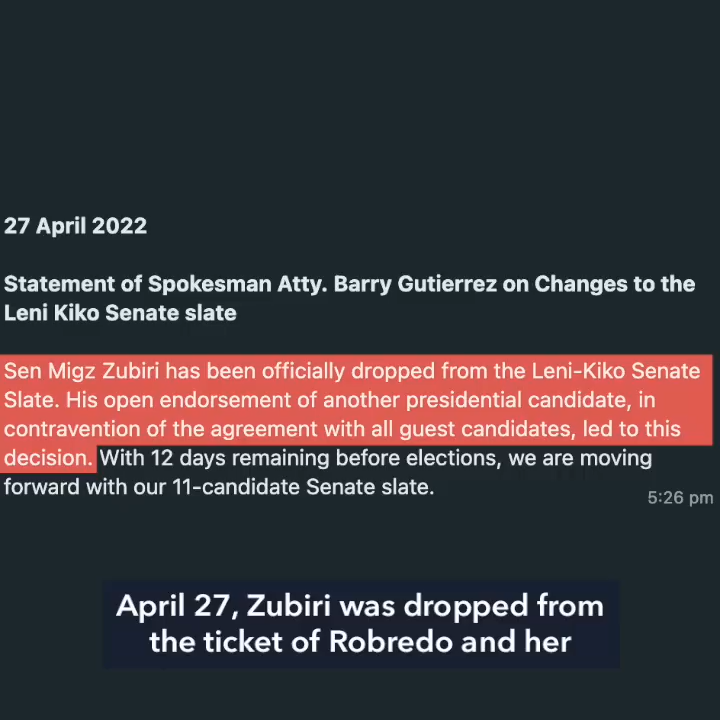 27 April 2022
Statement of Spokesman Atty. Barry Gutierrez on Changes to the
Leni Kiko Senate slate
Sen Migz Zubiri has been officially dropped from the Leni-Kiko Senate
Slate. His open endorsement of another presidential candidate, in
contravention of the agreement with all guest candidates, led to this
decision. With 12 days remaining before elections, we are moving
forward with our 11-candidate Senate slate.
5:26 pm
April 27, Zubiri was dropped from
the ticket of Robredo and her